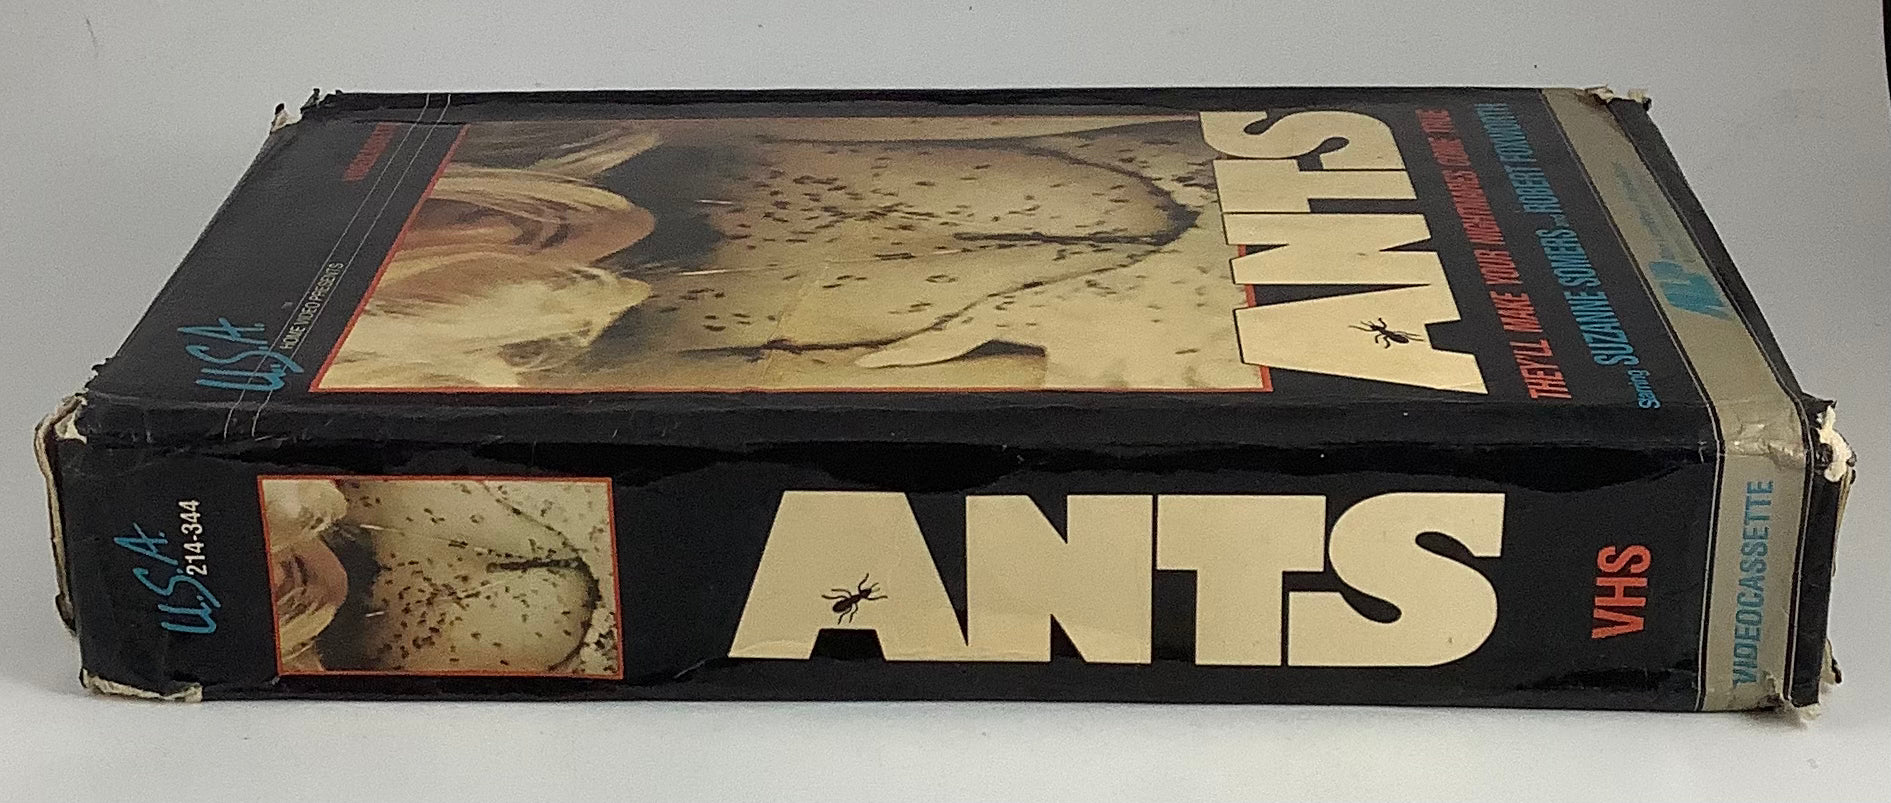 U.S.A.
HOME VIDEO PRESENTS
ANTS
THEY'LL MAKE YOUR NIGHTMARES COME TRUE
Starring SUZANNE SOMERS and ROBERT FOXWORTH
U.S.A.
214-344
ANTS
VHS
VIDEOCASSETTE